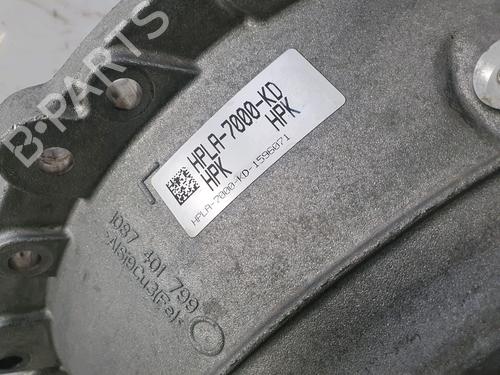 B-PARTS
HPLA-7000-KD
HPK HPK
HPLA-7000-KD-1596071
1087 401 799